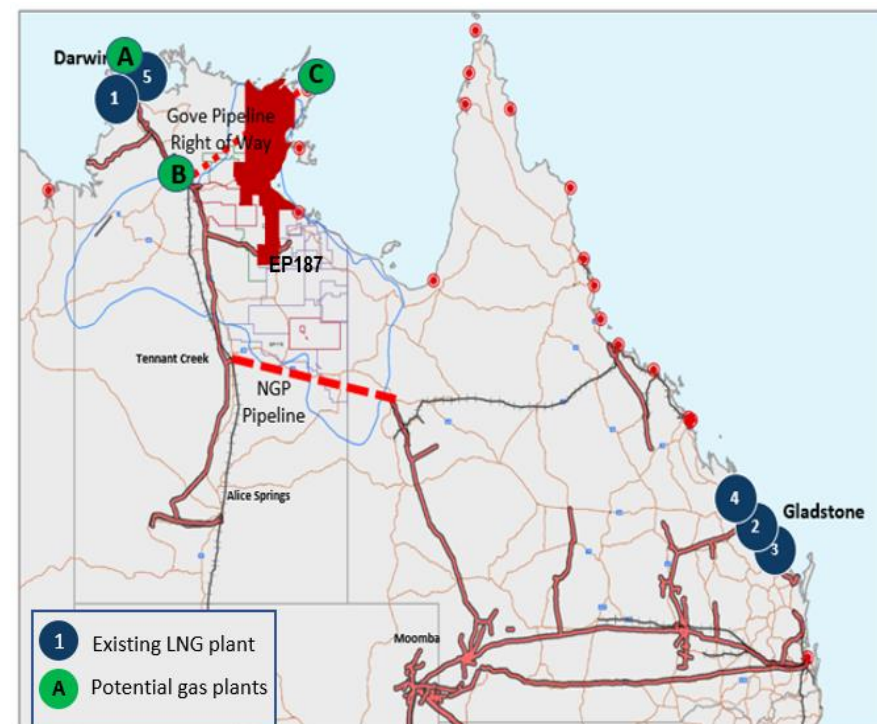 Darwin
A
5
1
C
Gove Pipeline
Right of Way
B
EP187
Tennant Creek
NGP
Pipeline
Alice Springs
4
2
3
Gladstone
Moomba
1 Existing LNG plant
A Potential gas plants